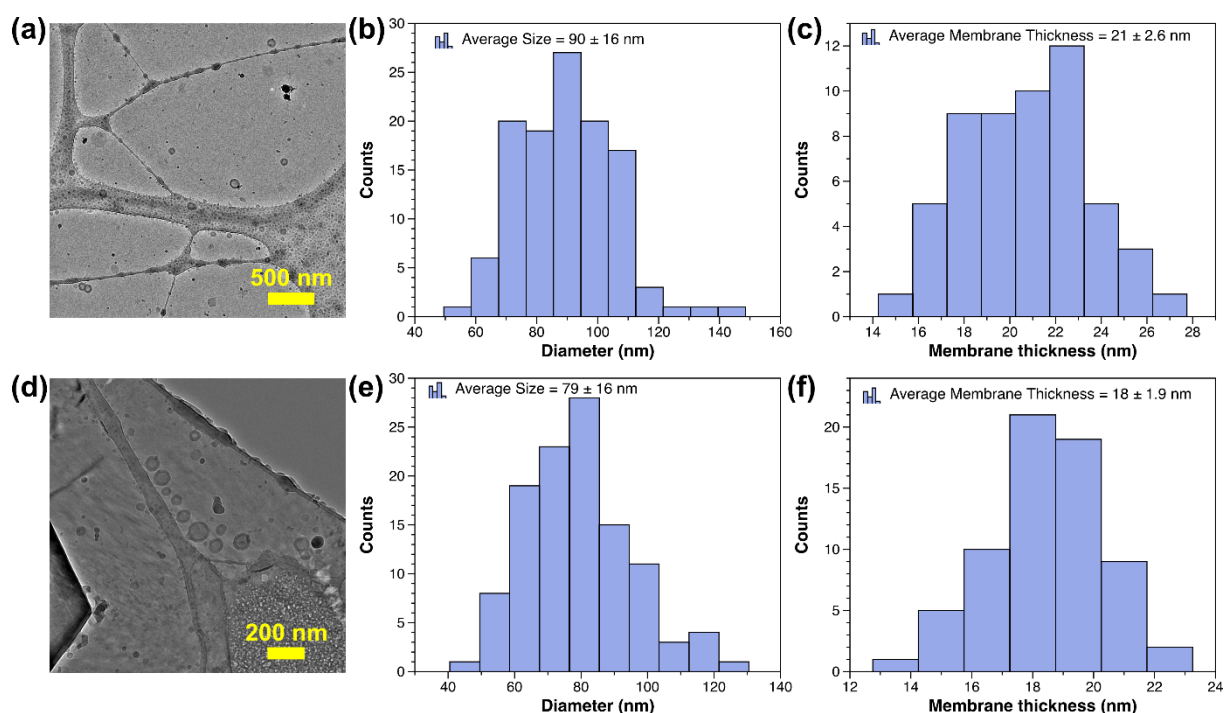 (a)
500 nm
(b)
Average Size = 90 ± 16 nm
30
25
20
15
10
5
0
Counts
40 60 80 100 120 140 160
Diameter (nm)
(c)
Average Membrane Thickness = 21 ± 2.6 nm
12
10
8
6
4
2
0
Counts
14 16 18 20 22 24 26 28
Membrane thickness (nm)
(d)
200 nm
(e)
Average Size = 79 ± 16 nm
30
25
20
15
10
5
0
Counts
20 40 60 80 100 120 140
Diameter (nm)
(f)
Average Membrane Thickness = 18 ± 1.9 nm
20
15
10
5
0
Counts
12 14 16 18 20 22 24
Membrane thickness (nm)